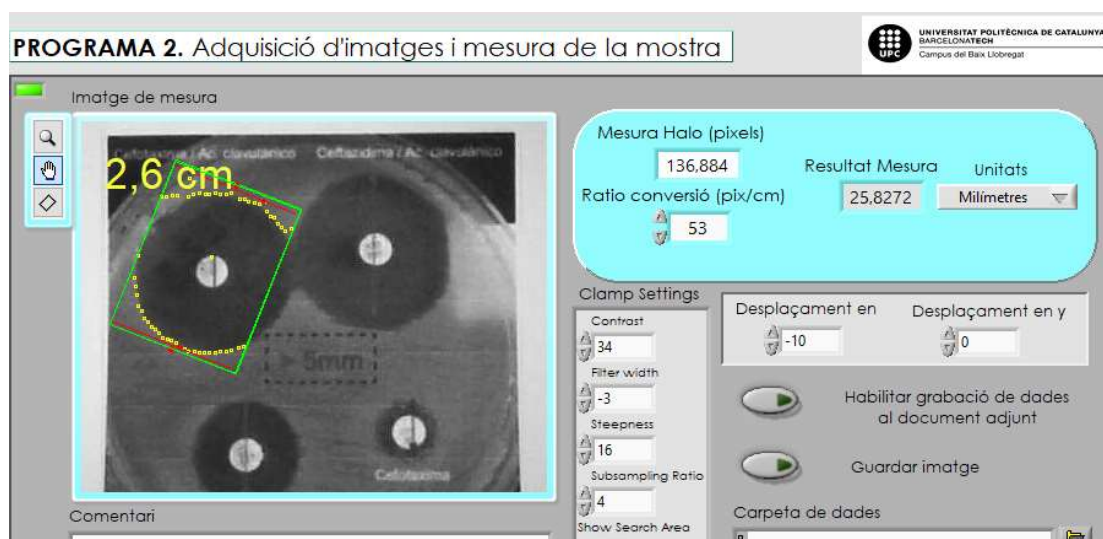 PROGRAMA 2. Adquisició d'imatges i mesura de la mostra
UPC
UNIVERSITAT POLITÈCNICA DE CATALUNYA
BARCELONATECH
Campus del Baix Llobregat
Imatge de mesura
Cefotaxima / Ac. clavulánico
Ceftazidima / Ac. clavulánico
2,6 cm
> 5mm
Cefotaxima
Mesura Halo (pixels)
136,884
Ratio conversió (pix/cm)
53
Resultat Mesura
25,8272
Unitats
Milímetres
Clamp Settings
Contrast
34
Filter width
-3
Steepness
16
Subsampling Ratio
4
Show Search Area
Desplaçament en
-10
Desplaçament en y
0
Habilitar grabació de dades
al document adjunt
Guardar imatge
Carpeta de dades
Comentari